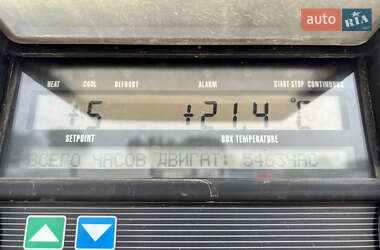 auto RIA
HEAT COOL DEFROST ALARM START-STOP CONTINUOUS
+5 +21.4 °C
SETPOINT BOX TEMPERATURE
ВСЕГО ЧАСОВ ДВИГАТ: 5463ЧАС